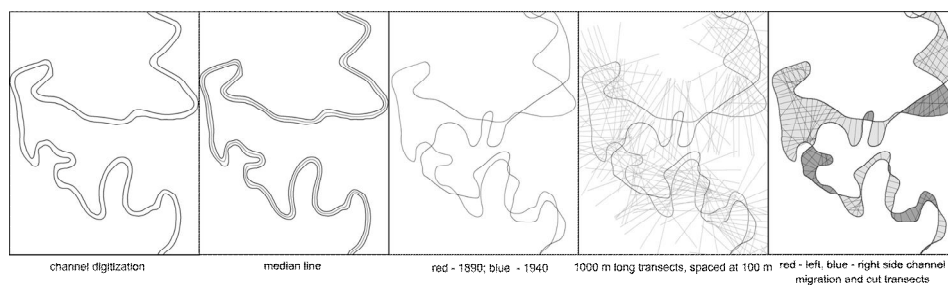 channel digitization
median line
red - 1890; blue - 1940
1000 m long transects, spaced at 100 m
red - left, blue - right side channel
migration and cut transects